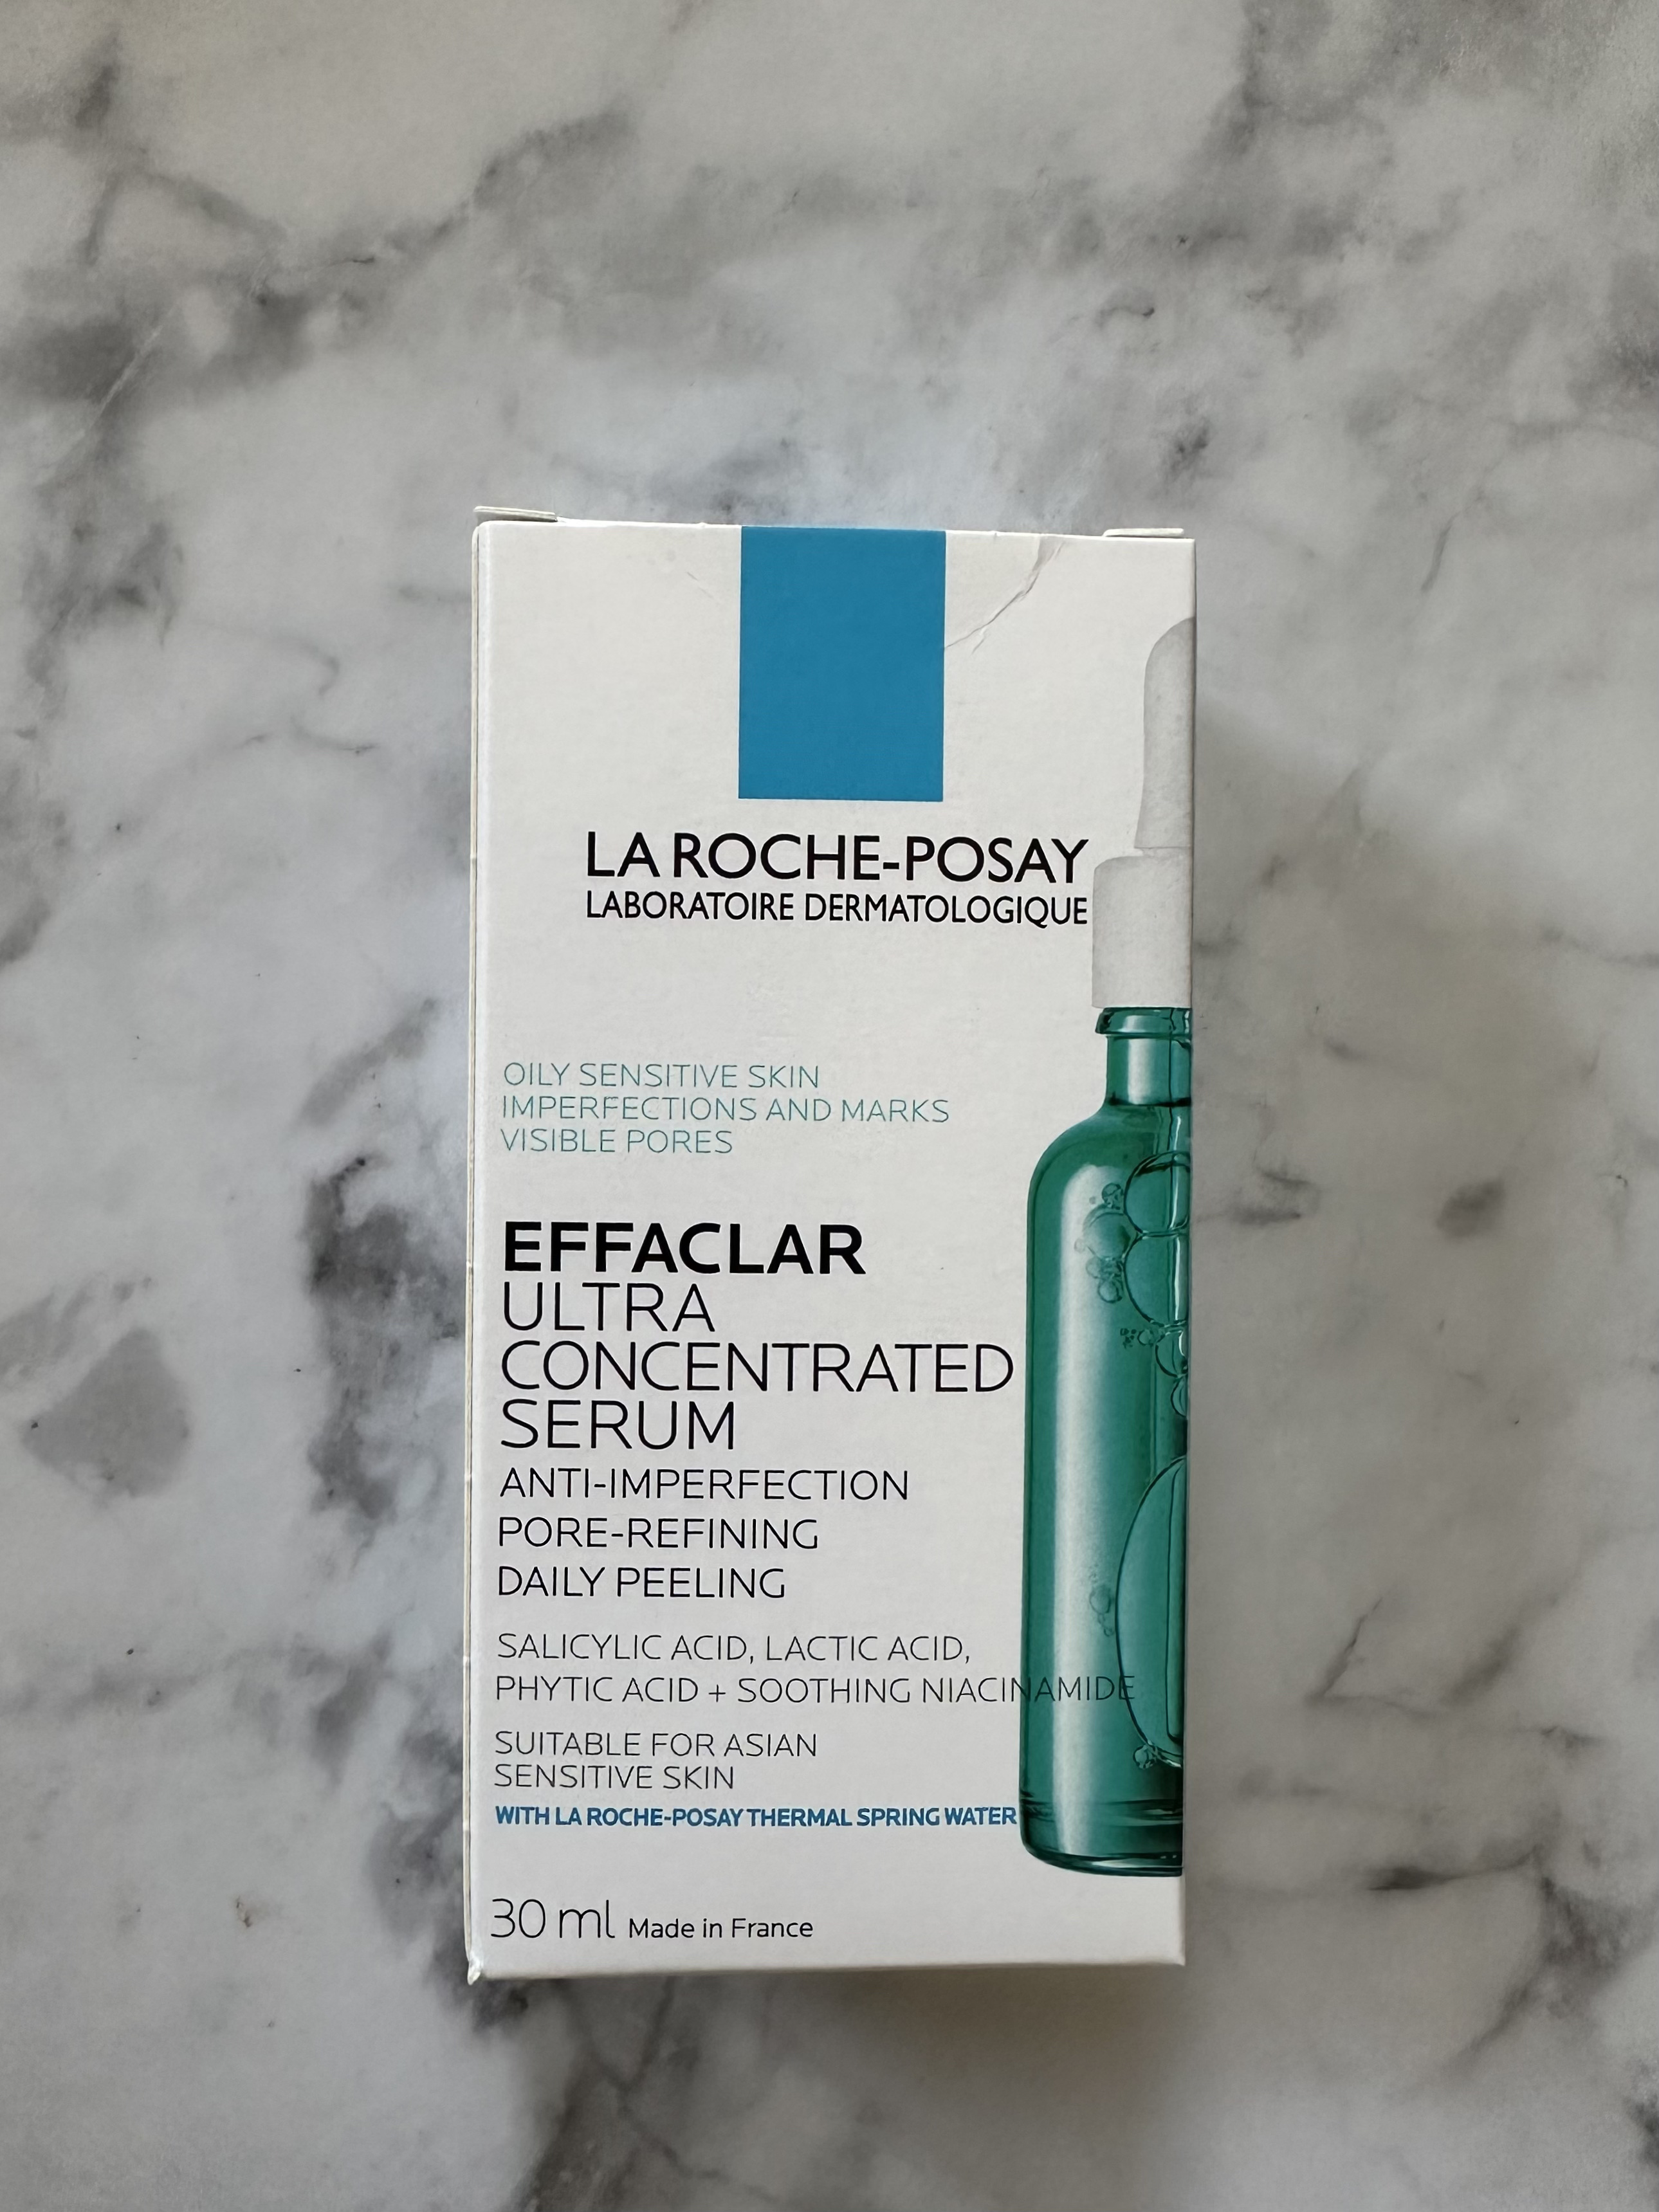 LA ROCHE-POSAY
LABORATOIRE DERMATOLOGIQUE
OILY SENSITIVE SKIN
IMPERFECTIONS AND MARKS
VISIBLE PORES
EFFACLAR
ULTRA
CONCENTRATED
SERUM
ANTI-IMPERFECTION
PORE-REFINING
DAILY PEELING
SALICYLIC ACID, LACTIC ACID,
PHYTIC ACID + SOOTHING NIACINAMIDE
SUITABLE FOR ASIAN
SENSITIVE SKIN
WITH LA ROCHE-POSAY THERMAL SPRING WATER
30 ml Made in France